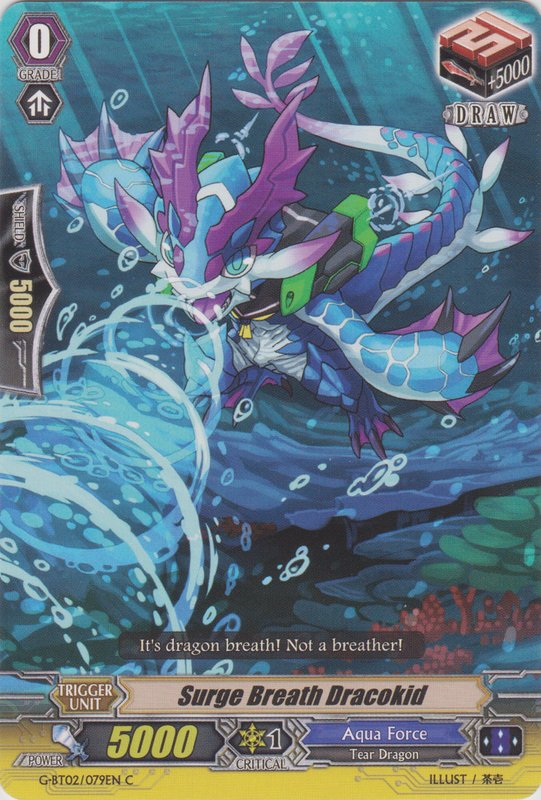 0
GRADE!
+5000
DRAW
SHIELD
5000
It's dragon breath! Not a breather!
TRIGGER
UNIT
Surge Breath Dracokid
POWER
5000
1
CRITICAL
Aqua Force
Tear Dragon
G-BT02/079EN C
ILLUST / 茶壱